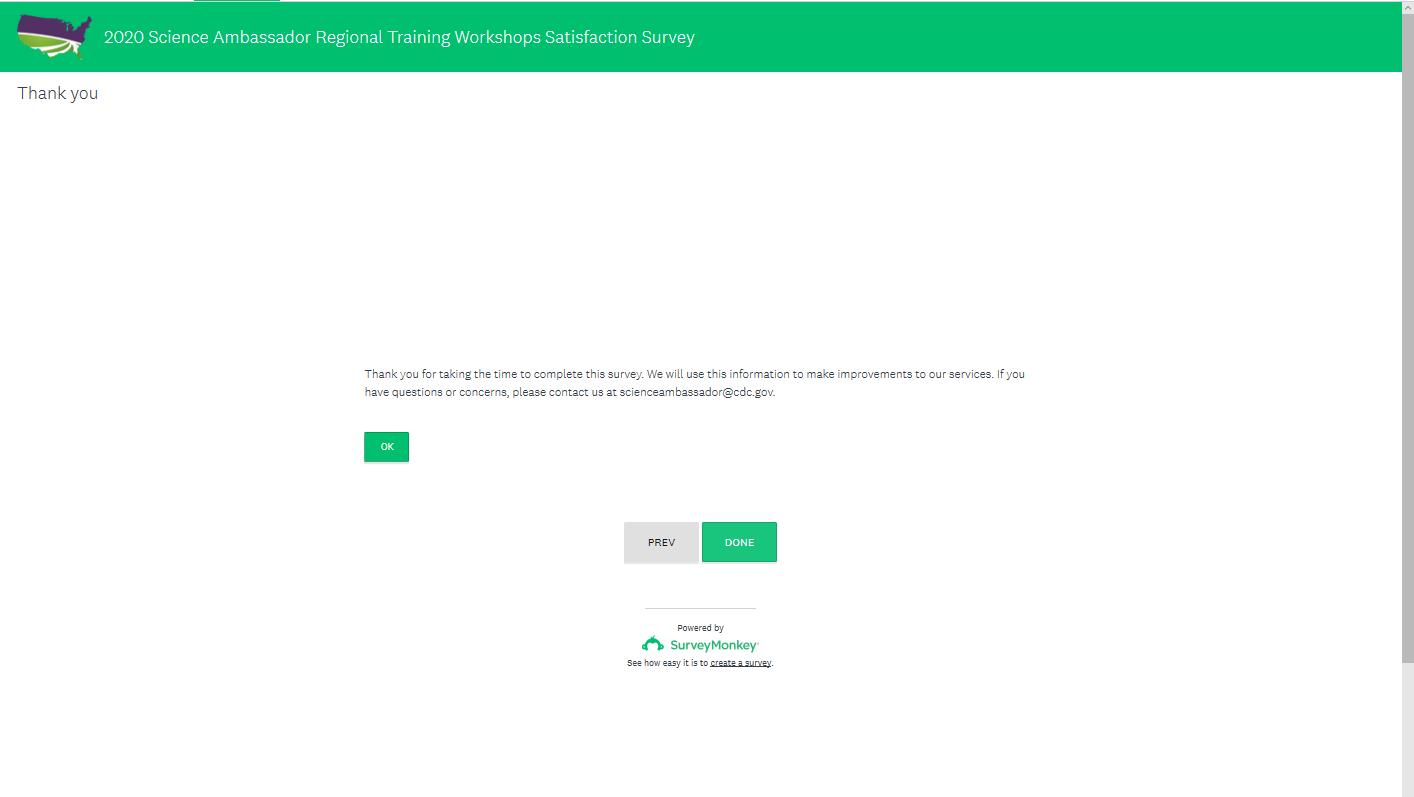 2020 Science Ambassador Regional Training Workshops Satisfaction Survey
Thank you
Thank you for taking the time to complete this survey. We will use this information to make improvements to our services. If you
have questions or concerns, please contact us at scienceambassador@cdc.gov.
OK
PREV DONE
Powered by
SurveyMonkey
See how easy it is to create a survey.